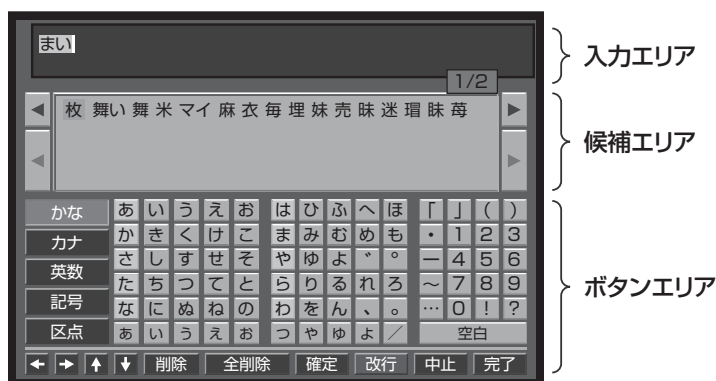 まい
入力エリア
1/2
枚 舞い 舞 米 マイ 麻 衣 毎 埋 妹 売 昧 迷 瑁 眛 苺
候補エリア
かな あ い う え お は ひ ふ へ ほ 「 」 ( )
カナ か き く け こ ま み む め も ・ 1 2 3
英数 さ し す せ そ や ゆ よ ゛ ゜ ー 4 5 6
記号 た ち つ て と ら り る れ ろ ～ 7 8 9
な に ぬ ね の わ を ん 、 。 … 0 ! ?
区点 ぁ ぃ ぅ ぇ ぉ っ ゃ ゅ ょ ／ 空白
ボタンエリア
← → ↑ ↓ 削除 全削除 確定 改行 中止 完了